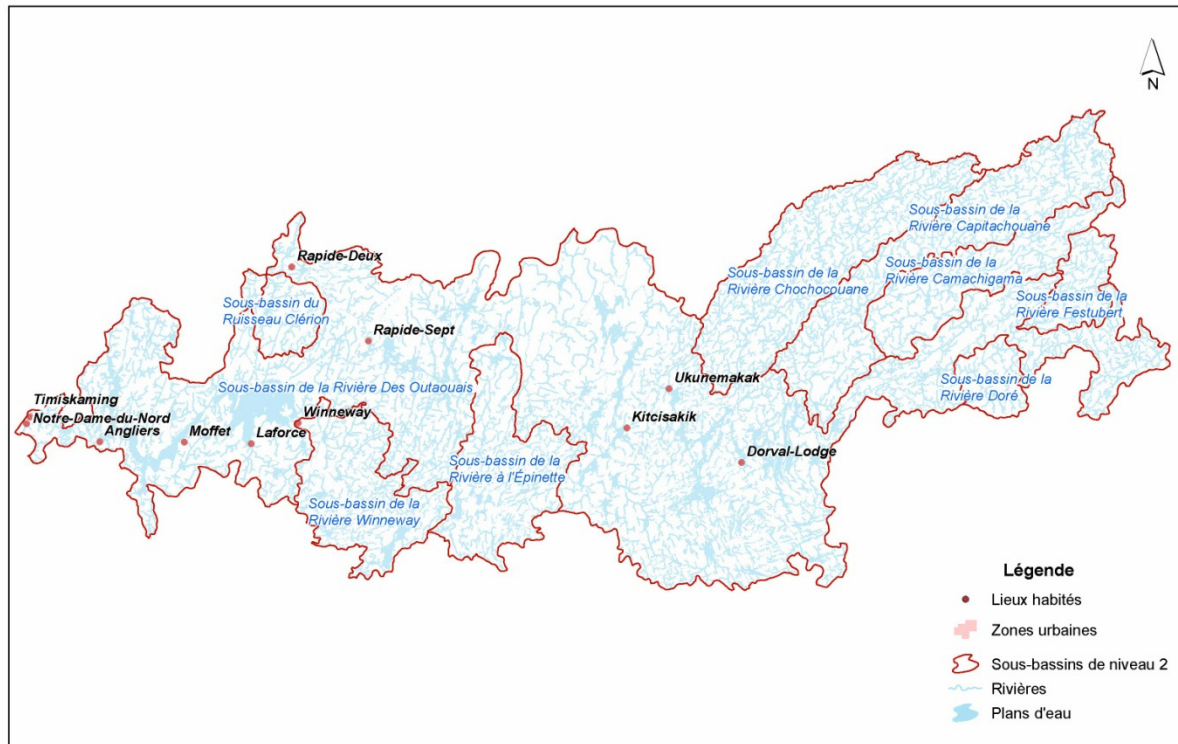 N
Sous-bassin de la
Rivière Capitachouane
Sous-bassin de la
Rivière Chochocouane
Sous-bassin de la
Rivière Camachigama
Sous-bassin de la
Rivière Festubert
Rapide-Deux
Sous-bassin du
Ruisseau Clérion
Rapide-Sept
Sous-bassin de la Rivière Des Outaouais
Sous-bassin de la
Rivière Doré
Ukunemakak
Timiskaming
Notre-Dame-du-Nord
Angliers
Moffet
Laforce
Winneway
Kitcisakik
Dorval-Lodge
Sous-bassin de la
Rivière à l'Épinette
Sous-bassin de la
Rivière Winneway
Légende
Lieux habités
Zones urbaines
Sous-bassins de niveau 2
Rivières
Plans d'eau